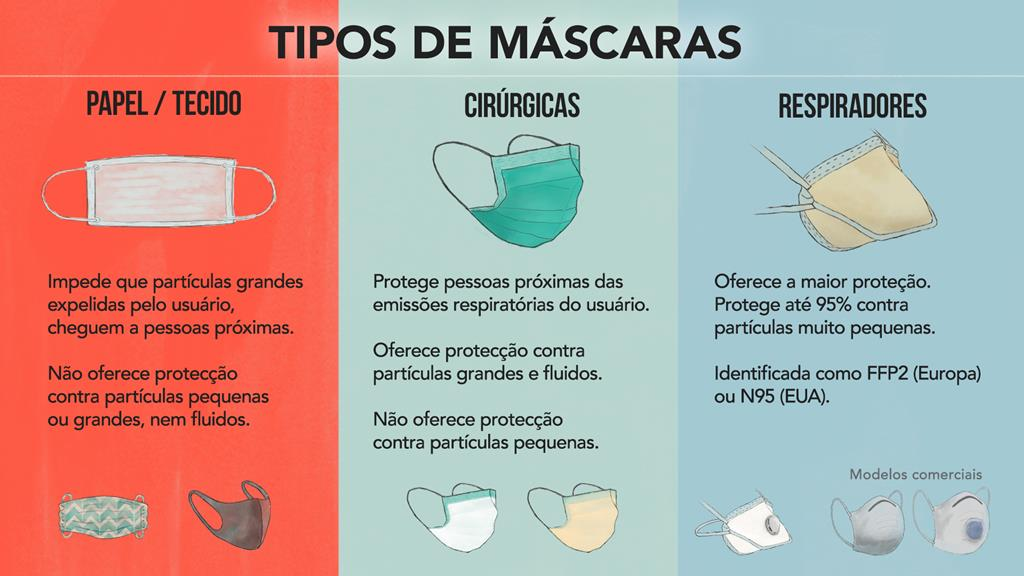 TIPOS DE MÁSCARAS
PAPEL / TECIDO
Impede que partículas grandes
expelidas pelo usuário,
cheguem a pessoas próximas.
Não oferece protecção
contra partículas pequenas
ou grandes, nem fluidos.
CIRÚRGICAS
Protege pessoas próximas das
emissões respiratórias do usuário.
Oferece protecção contra
partículas grandes e fluidos.
Não oferece protecção
contra partículas pequenas.
RESPIRADORES
Oferece a maior proteção.
Protege até 95% contra
partículas muito pequenas.
Identificada como FFP2 (Europa)
ou N95 (EUA).
Modelos comerciais